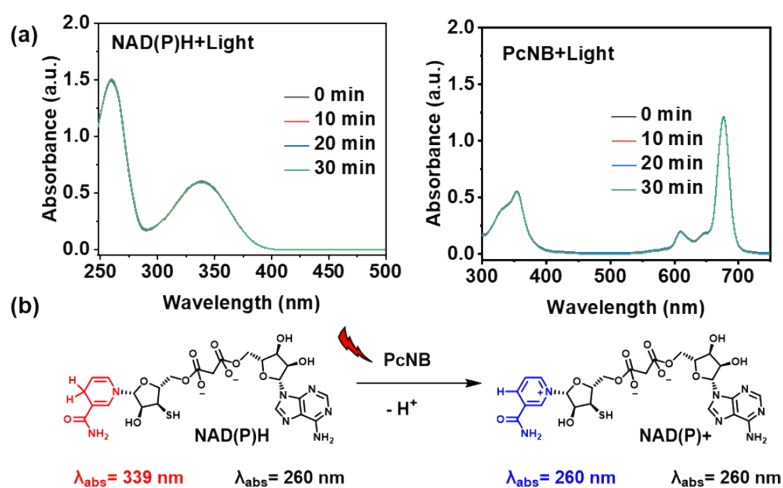 (a)
NAD(P)H+Light
0 min
10 min
20 min
30 min
Absorbance (a.u.)
2.0
1.5
1.0
0.5
0.0
250 300 350 400 450 500
Wavelength (nm)
PcNB+Light
0 min
10 min
20 min
30 min
Absorbance (a.u.)
2.0
1.5
1.0
0.5
0.0
300 400 500 600 700
Wavelength (nm)
(b)
H H
N
O
NH2
O
HO
SH
O
O
O−
O
O−
O
OH
OH
N
N
N
N
NH2
NAD(P)H
λabs= 339 nm
λabs= 260 nm
PcNB
- H+
H
N+
O
NH2
O
HO
SH
O
O
O−
O
O−
O
OH
OH
N
N
N
N
NH2
NAD(P)+
λabs= 260 nm
λabs= 260 nm